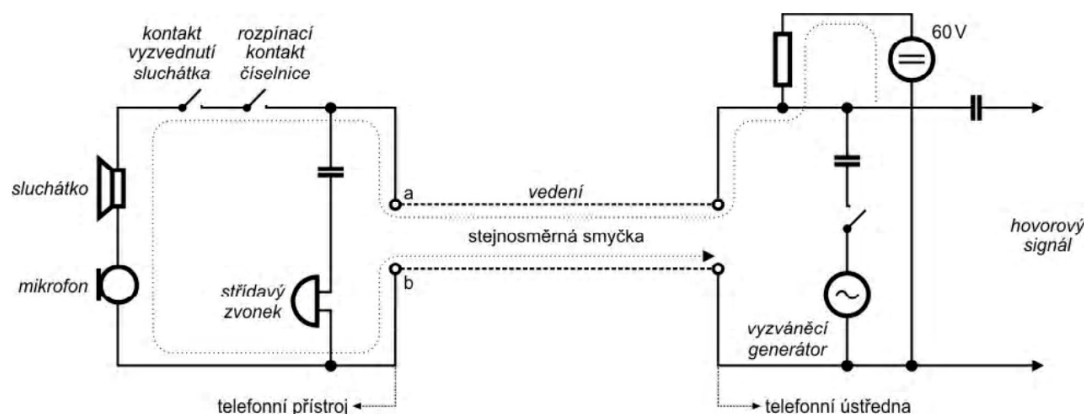 kontakt
vyzvednutí
sluchátka
rozpínací
kontakt
číselnice
60 V
sluchátko
a
vedení
stejnosměrná smyčka
hovorový
signál
mikrofon
b
střídavý
zvonek
vyzváněcí
generátor
telefonní přístroj
telefonní ústředna